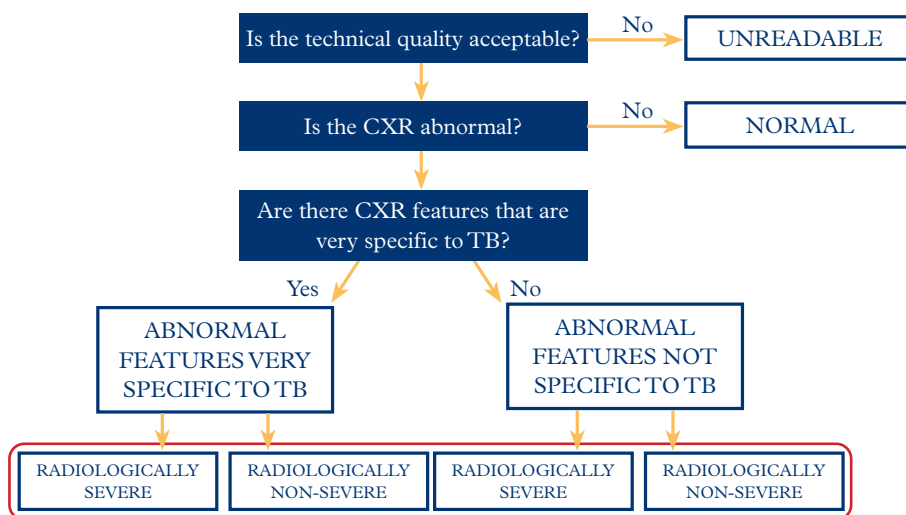 Is the technical quality acceptable?
No
UNREADABLE
Is the CXR abnormal?
No
NORMAL
Are there CXR features that are
very specific to TB?
Yes
No
ABNORMAL
FEATURES VERY
SPECIFIC TO TB
ABNORMAL
FEATURES NOT
SPECIFIC TO TB
RADIOLOGICALLY
SEVERE
RADIOLOGICALLY
NON-SEVERE
RADIOLOGICALLY
SEVERE
RADIOLOGICALLY
NON-SEVERE